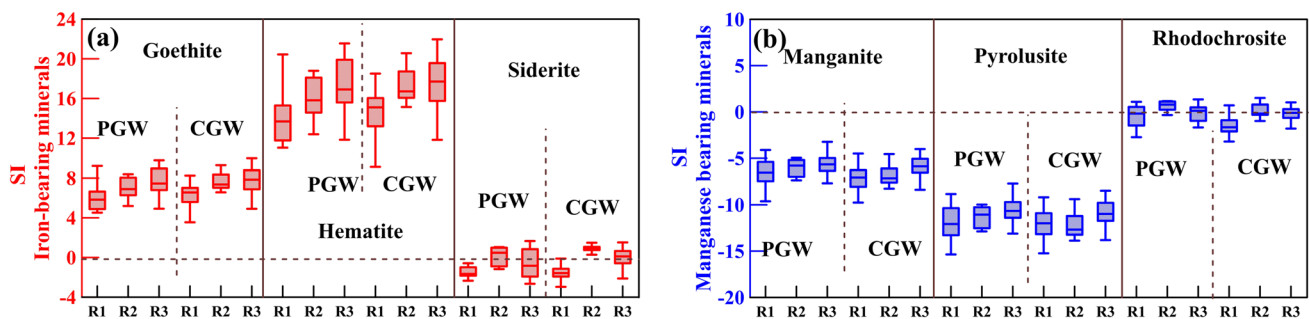 (a)
Goethite
Hematite
Siderite
PGW
CGW
PGW
CGW
PGW
CGW
SI
Iron-bearing minerals
24
20
16
12
8
4
0
-4
R1 R2 R3 R1 R2 R3 R1 R2 R3 R1 R2 R3 R1 R2 R3 R1 R2 R3
(b)
Manganite
Pyrolusite
Rhodochrosite
PGW
CGW
PGW
CGW
PGW
CGW
SI
Manganese bearing minerals
10
5
0
-5
-10
-15
-20
R1 R2 R3 R1 R2 R3 R1 R2 R3 R1 R2 R3 R1 R2 R3 R1 R2 R3